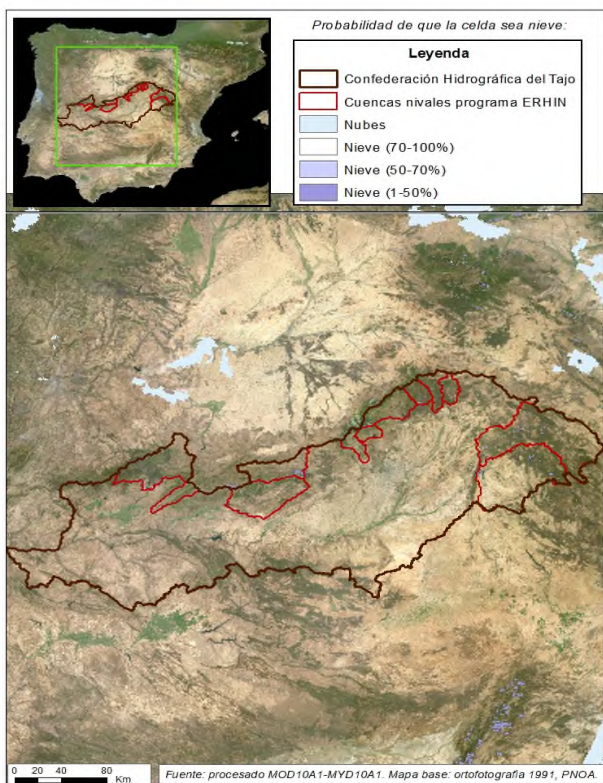 Probabilidad de que la celda sea nieve:
Leyenda
Confederación Hidrográfica del Tajo
Cuencas nivales programa ERHIN
Nubes
Nieve (70-100%)
Nieve (50-70%)
Nieve (1-50%)
0 20 40 80
Km
Fuente: procesado MOD10A1-MYD10A1. Mapa base: ortofotografía 1991, PNOA.